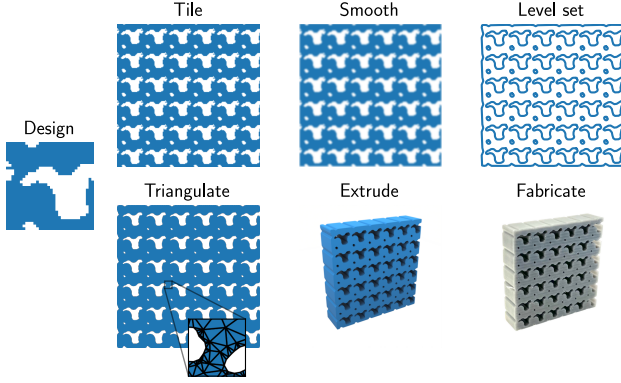 Tile
Smooth
Level set
Design
Triangulate
Extrude
Fabricate